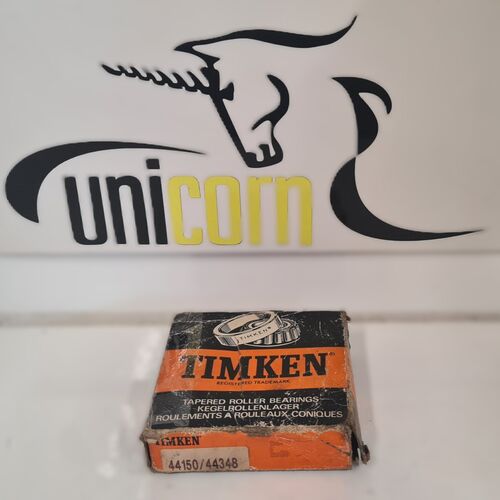 unicorn
TIMKEN®
TIMKEN®
REGISTERED TRADEMARK
TAPERED ROLLER BEARINGS
KEGELROLLENLAGER
ROULEMENTS A ROULEAUX CONIQUES
TIMKEN
44150/44348